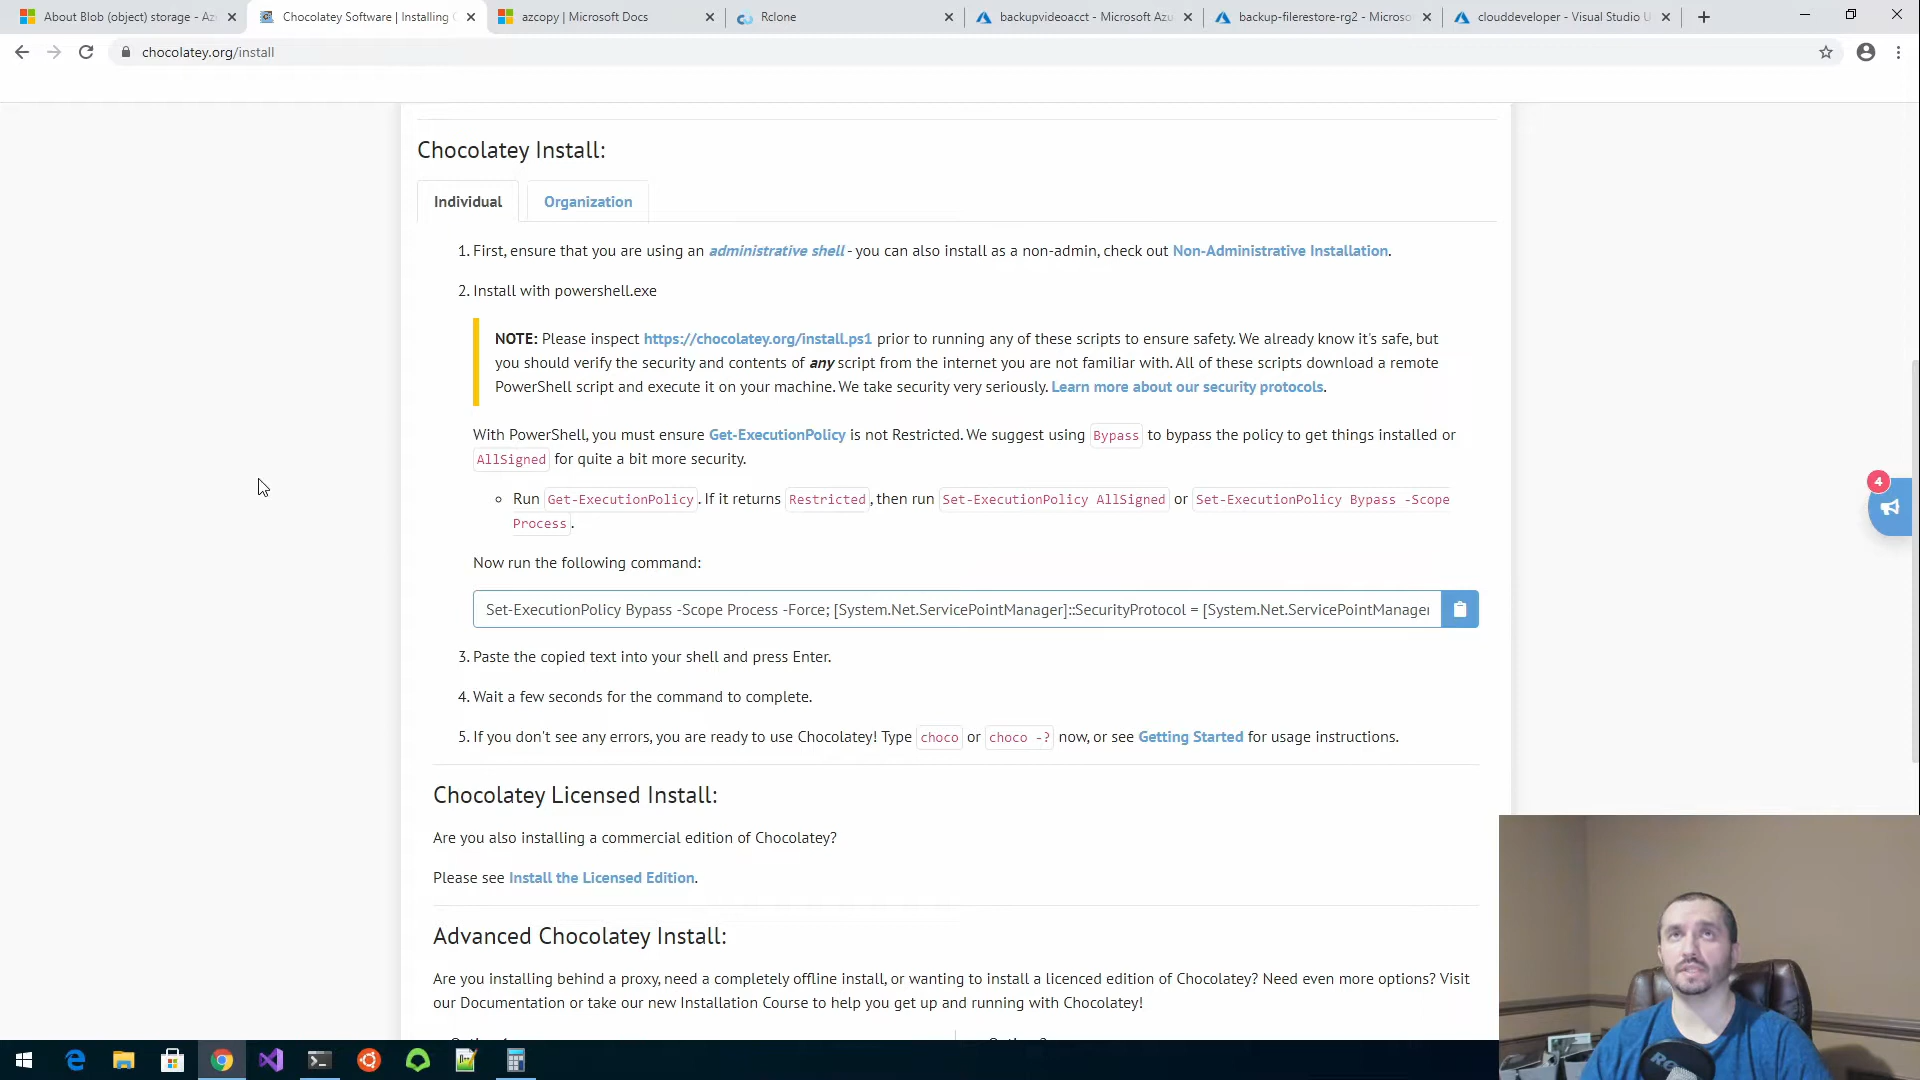 About Blob (object) storage - Az
Chocolatey Software | Installing C
azcopy | Microsoft Docs
Rclone
backupvideoacct - Microsoft Azu
backup-filerestore-rg2 - Microso
clouddeveloper - Visual Studio U
chocolatey.org/install
Chocolatey Install:
Individual
Organization
1. First, ensure that you are using an administrative shell - you can also install as a non-admin, check out Non-Administrative Installation.
2. Install with powershell.exe
NOTE: Please inspect https://chocolatey.org/install.ps1 prior to running any of these scripts to ensure safety. We already know it's safe, but
you should verify the security and contents of any script from the internet you are not familiar with. All of these scripts download a remote
PowerShell script and execute it on your machine. We take security very seriously. Learn more about our security protocols.
With PowerShell, you must ensure Get-ExecutionPolicy is not Restricted. We suggest using Bypass to bypass the policy to get things installed or
AllSigned for quite a bit more security.
Run Get-ExecutionPolicy. If it returns Restricted, then run Set-ExecutionPolicy AllSigned or Set-ExecutionPolicy Bypass -Scope
Process.
4
Now run the following command:
Set-ExecutionPolicy Bypass -Scope Process -Force; [System.Net.ServicePointManager]::SecurityProtocol = [System.Net.ServicePointManager
3. Paste the copied text into your shell and press Enter.
4. Wait a few seconds for the command to complete.
5. If you don't see any errors, you are ready to use Chocolatey! Type choco or choco -? now, or see Getting Started for usage instructions.
Chocolatey Licensed Install:
Are you also installing a commercial edition of Chocolatey?
Please see Install the Licensed Edition.
Advanced Chocolatey Install:
Are you installing behind a proxy, need a completely offline install, or wanting to install a licenced edition of Chocolatey? Need even more options? Visit
our Documentation or take our new Installation Course to help you get up and running with Chocolatey!